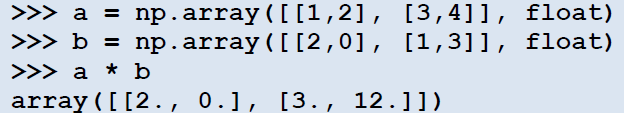 >>> a = np.array([[1,2], [3,4]], float)
>>> b = np.array([[2,0], [1,3]], float)
>>> a * b
array([[2., 0.], [3., 12.]])